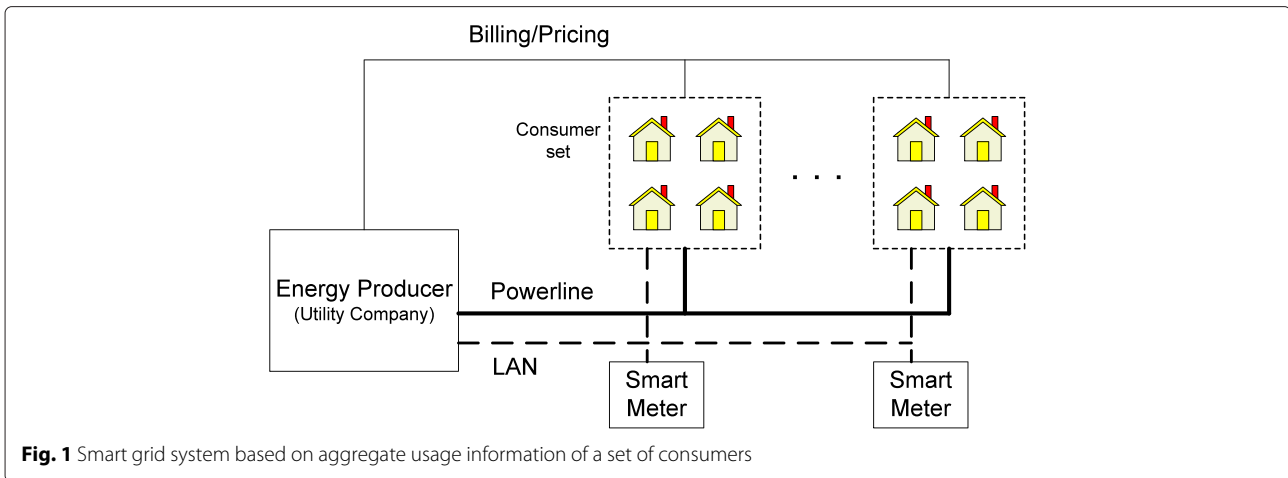 Billing/Pricing
Consumer
set
. . .
Energy Producer
(Utility Company)
Powerline
LAN
Smart
Meter
Smart
Meter
Fig. 1 Smart grid system based on aggregate usage information of a set of consumers